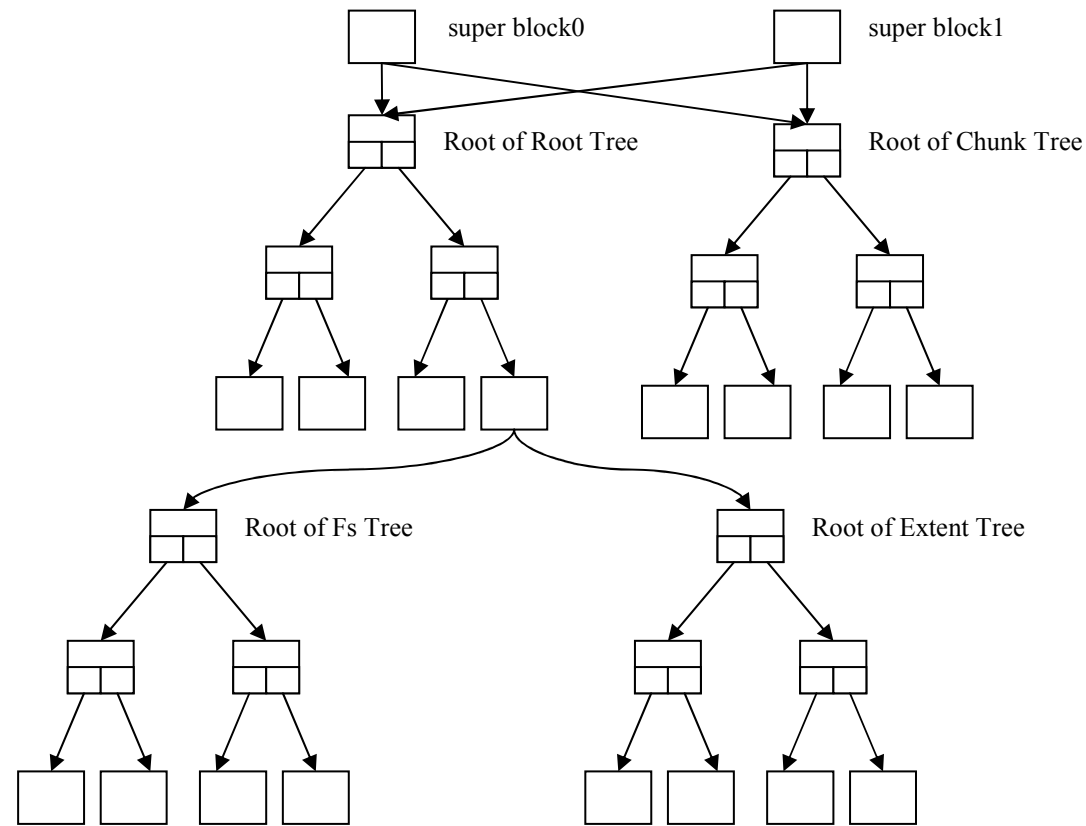 super block0
super block1
Root of Root Tree
Root of Chunk Tree
Root of Fs Tree
Root of Extent Tree